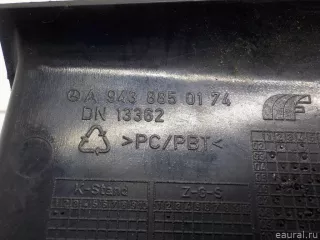 A 943 885 01 74
DN 13362
>PC/PBT<
K-Stand
Z-G-S
eaural.ru